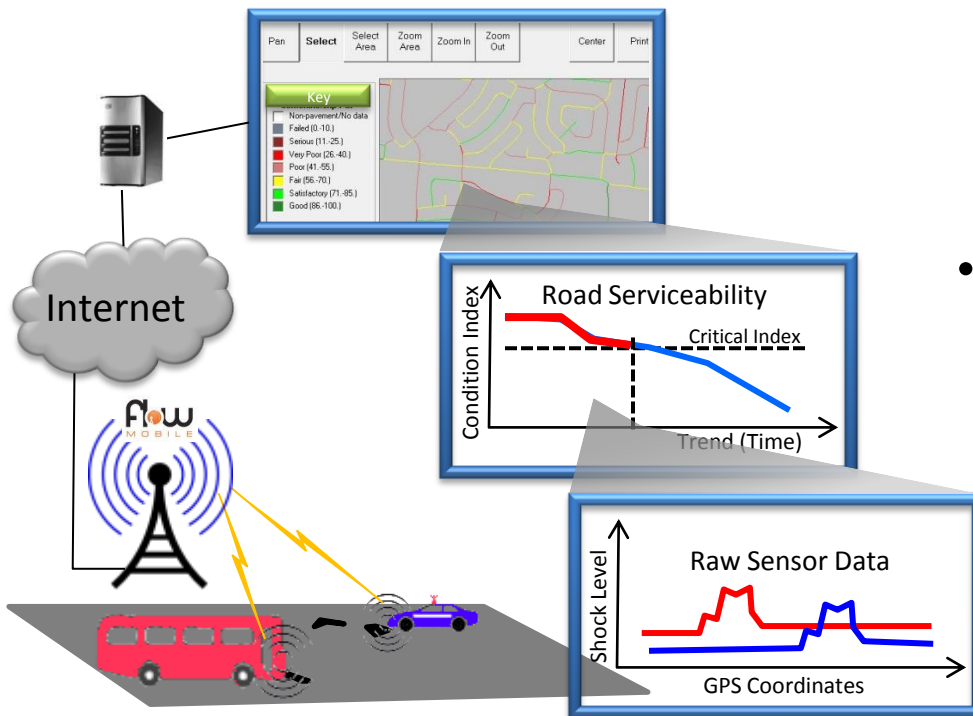 Pan
Select
Select Area
Zoom Area
Zoom In
Zoom Out
Center
Print
Key
Non-pavement/No data
Failed (0.-10.)
Serious (11.-25.)
Very Poor (26.-40.)
Poor (41.-55.)
Fair (56.-70.)
Satisfactory (71.-85.)
Good (86.-100.)
Internet
Road Serviceability
Condition Index
Critical Index
Trend (Time)
•
flow
MOBILE
Raw Sensor Data
Shock Level
GPS Coordinates